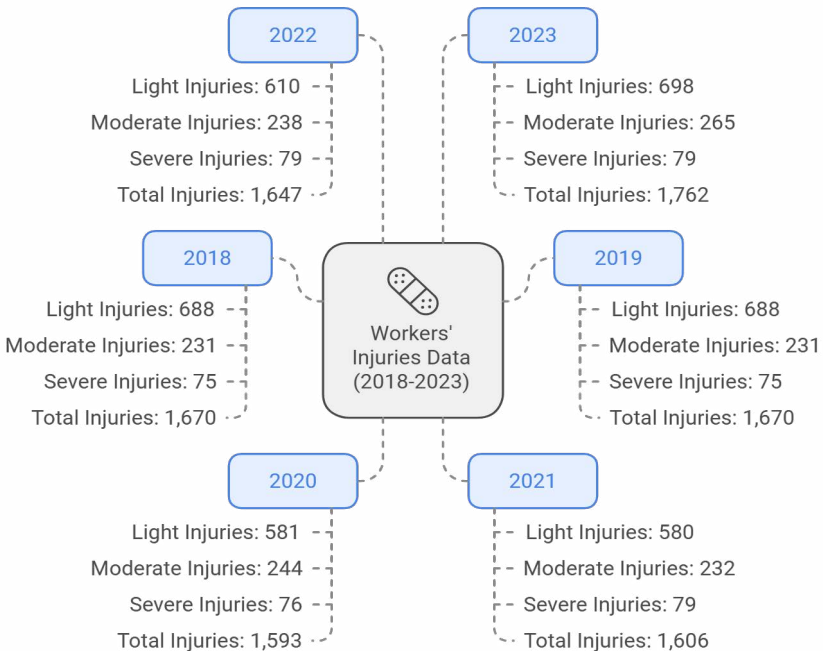 2022
Light Injuries: 610
Moderate Injuries: 238
Severe Injuries: 79
Total Injuries: 1,647
2023
Light Injuries: 698
Moderate Injuries: 265
Severe Injuries: 79
Total Injuries: 1,762
2018
Light Injuries: 688
Moderate Injuries: 231
Severe Injuries: 75
Total Injuries: 1,670
Workers'
Injuries Data
(2018-2023)
2019
Light Injuries: 688
Moderate Injuries: 231
Severe Injuries: 75
Total Injuries: 1,670
2020
Light Injuries: 581
Moderate Injuries: 244
Severe Injuries: 76
Total Injuries: 1,593
2021
Light Injuries: 580
Moderate Injuries: 232
Severe Injuries: 79
Total Injuries: 1,606